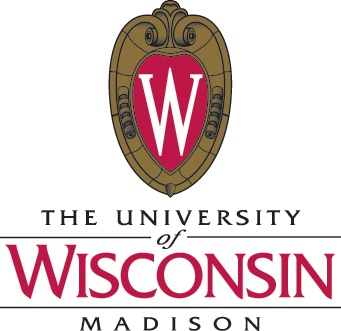 W
THE UNIVERSITY
of
WISCONSIN
MADISON